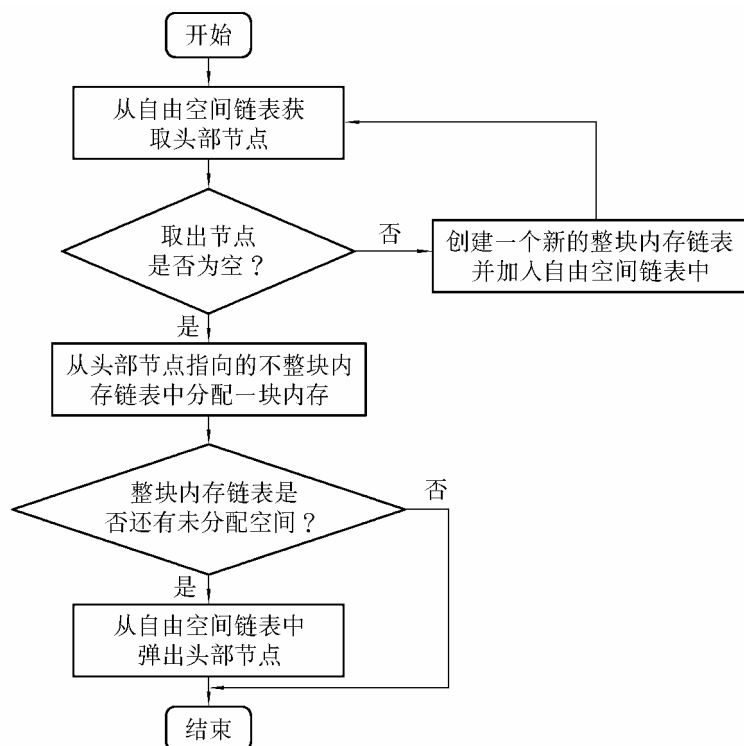 开始
从自由空间链表获
取头部节点
取出节点
是否为空？
否
创建一个新的整块内存链表
并加入自由空间链表中
是
从头部节点指向的不整块内
存链表中分配一块内存
整块内存链表是
否还有未分配空间？
否
是
从自由空间链表中
弹出头部节点
结束